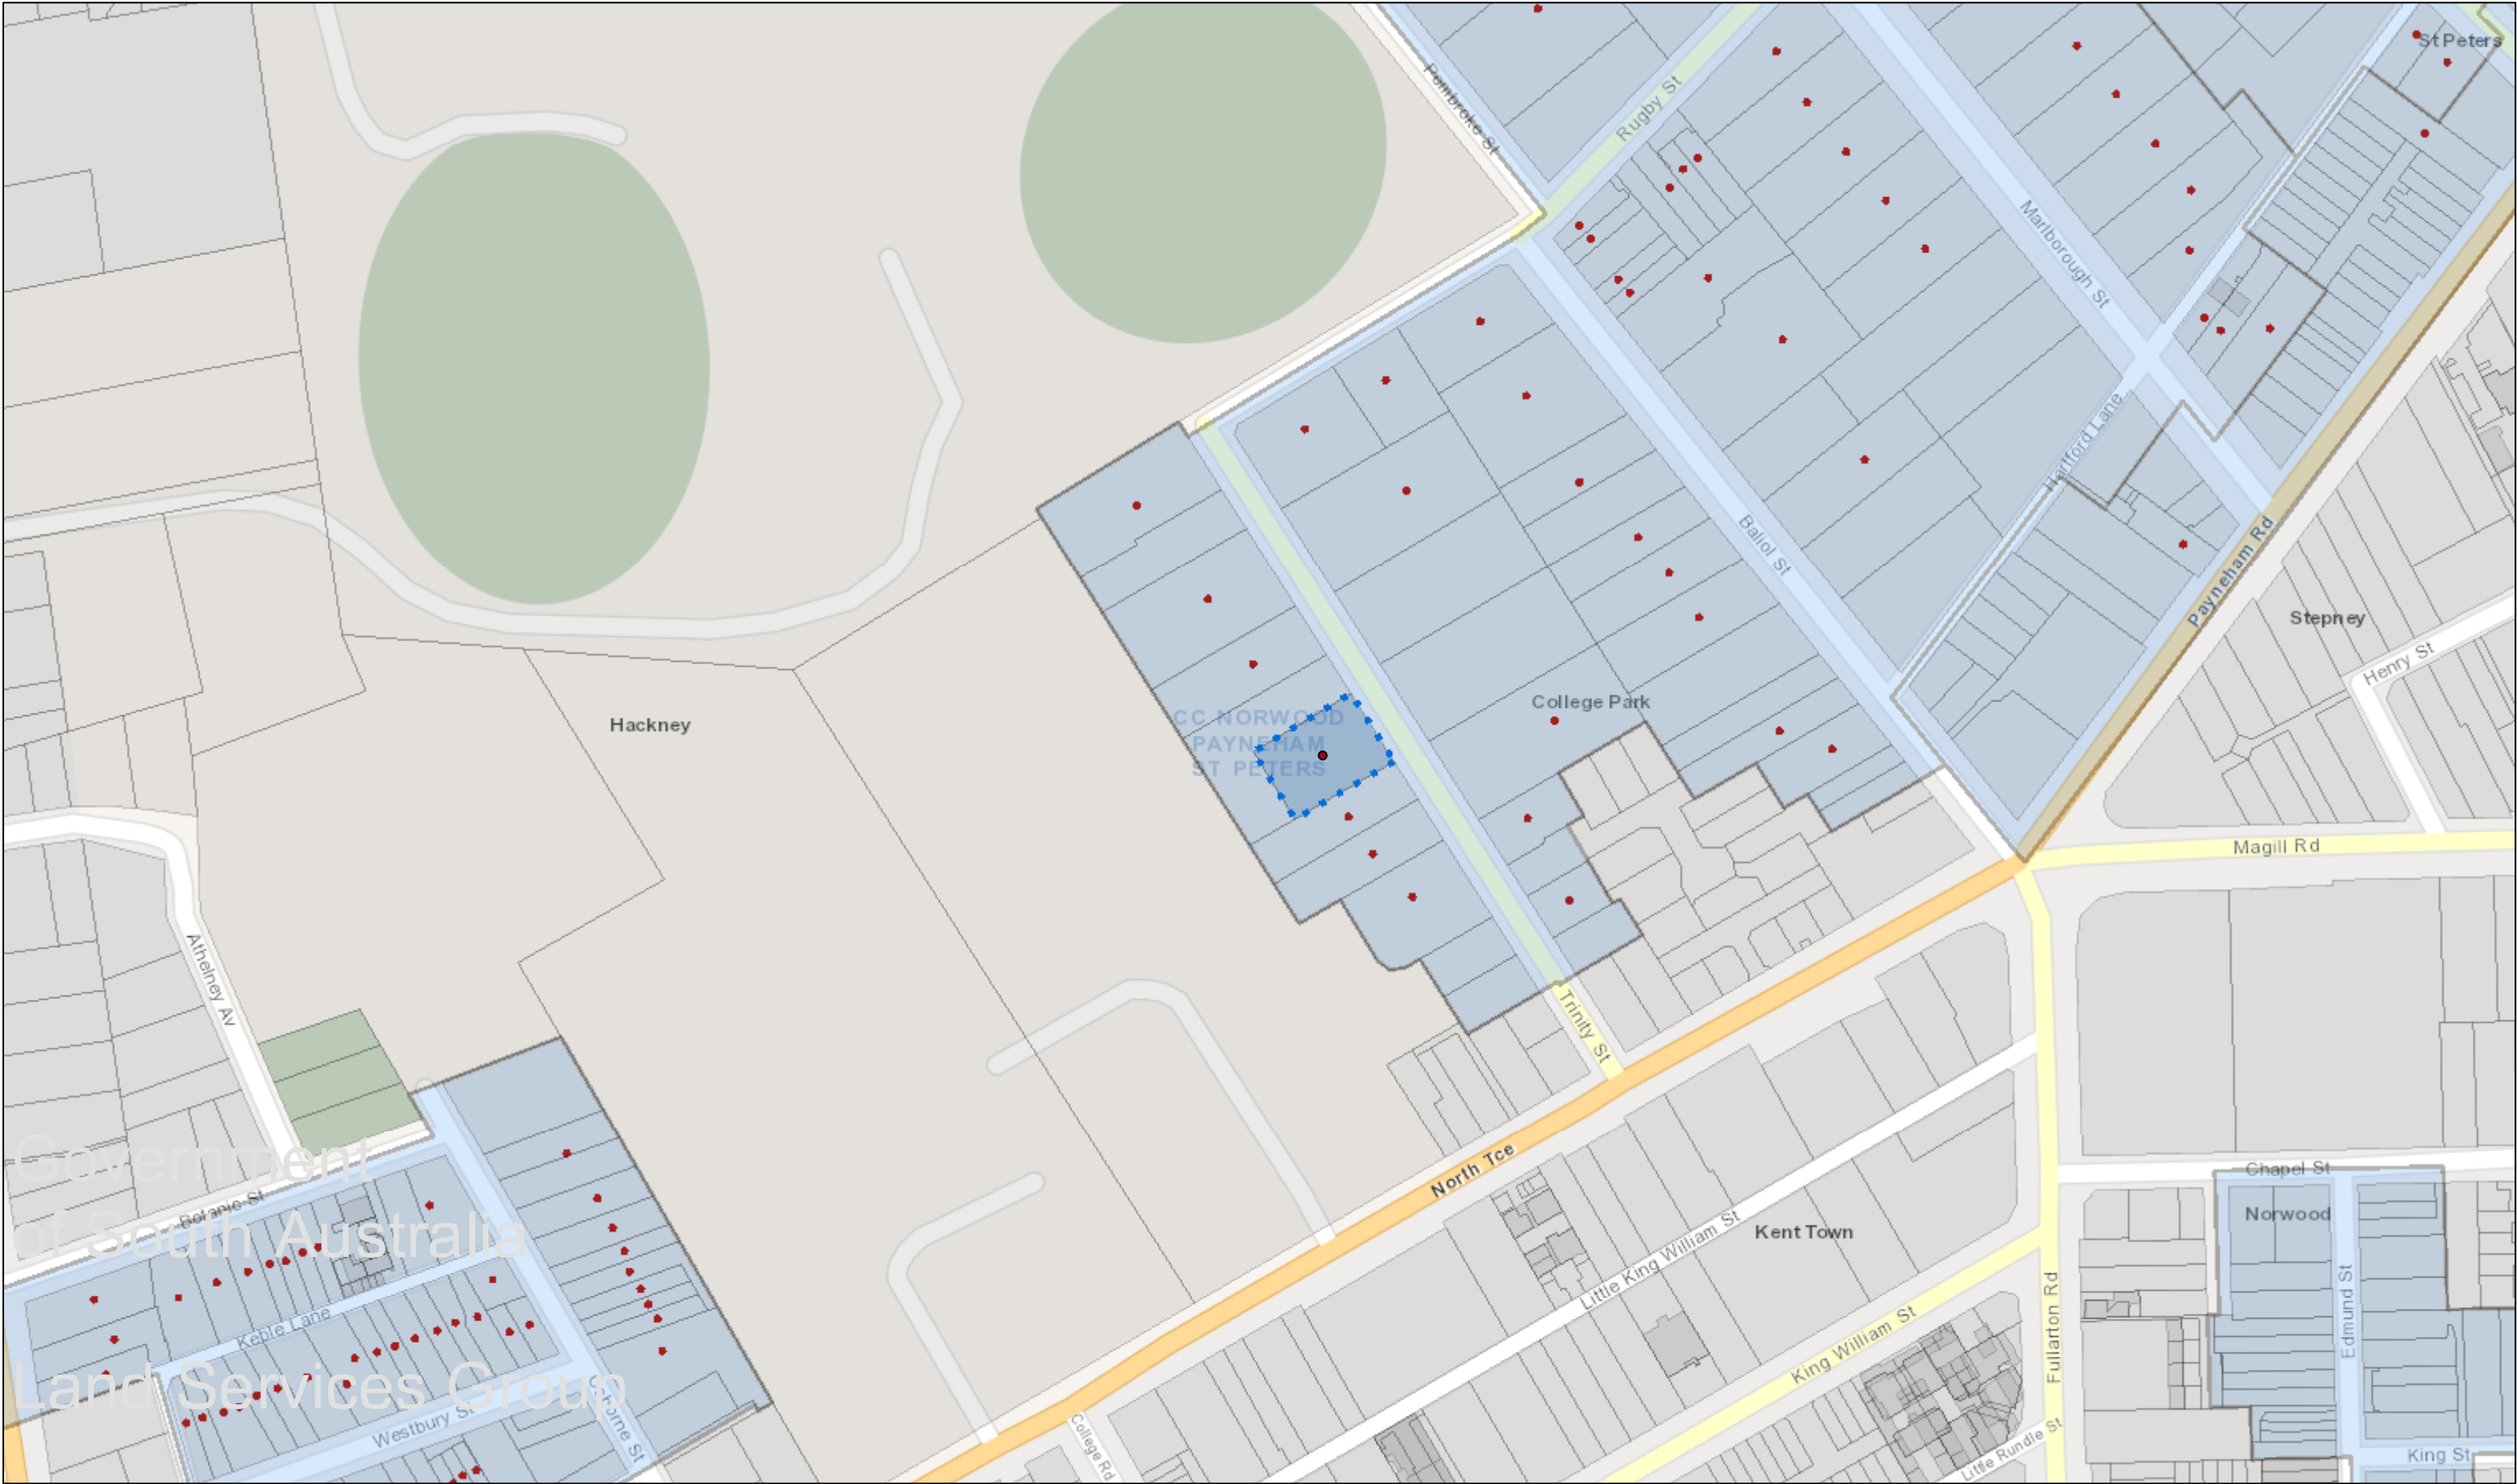 St Peters
Pembroke St
Rugby St
Marlborough St
Hartford Lane
Payneham Rd
Baliol St
Stepney
Henry St
College Park
CC NORWOOD
PAYNEHAM
ST PETERS
Hackney
Magill Rd
Athelney Av
Trinity St
North Tce
Government
of South Australia
Land Services Group
Botanic St
Keble Lane
Westbury St
Osborne St
College Rd
Little King William St
Kent Town
King William St
Fullarton Rd
Chapel St
Norwood
Edmund St
Little Rundle St
King St